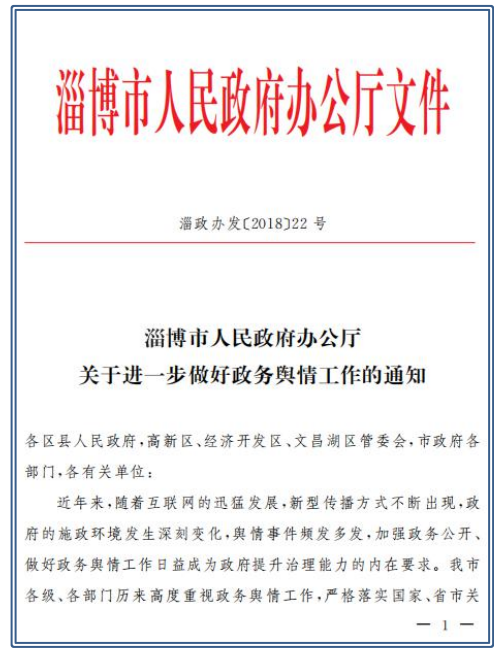 淄博市人民政府办公厅文件
淄政办发〔2018〕22 号
淄博市人民政府办公厅
关于进一步做好政务舆情工作的通知
各区县人民政府,高新区、经济开发区、文昌湖区管委会,市政府各
部门,各有关单位:
近年来,随着互联网的迅猛发展,新型传播方式不断出现,政
府的施政环境发生深刻变化,舆情事件频发多发,加强政务公开、
做好政务舆情工作日益成为政府提升治理能力的内在要求。我市
各级、各部门历来高度重视政务舆情工作,严格落实国家、省市关
— 1 —